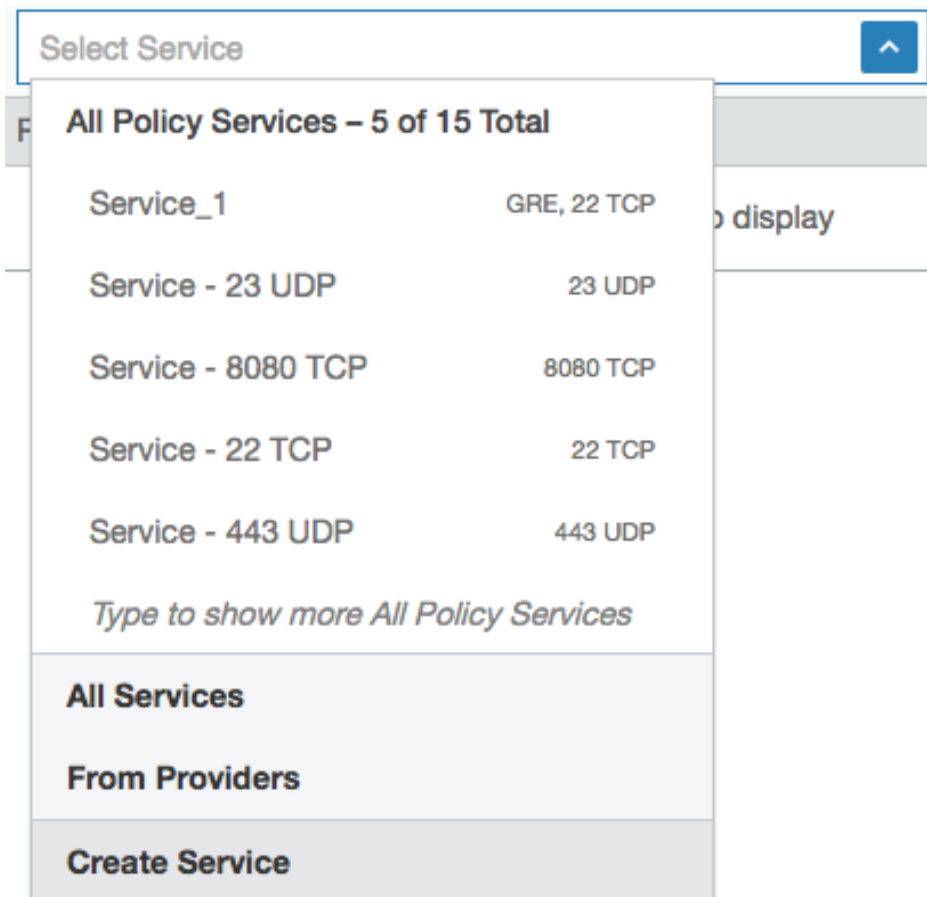 Select Service
All Policy Services – 5 of 15 Total
Service_1 GRE, 22 TCP
display
Service - 23 UDP 23 UDP
Service - 8080 TCP 8080 TCP
Service - 22 TCP 22 TCP
Service - 443 UDP 443 UDP
Type to show more All Policy Services
All Services
From Providers
Create Service